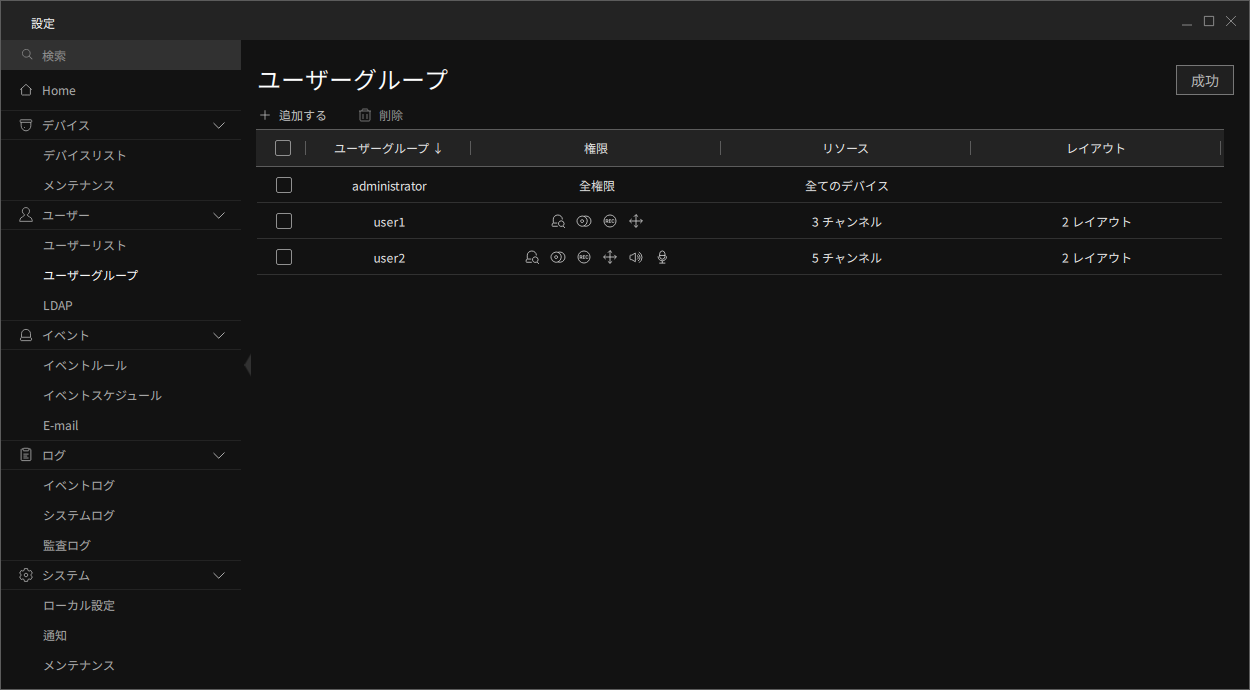 設定
検索
Home
デバイス
デバイスリスト
メンテナンス
ユーザー
ユーザーリスト
ユーザーグループ
LDAP
イベント
イベントルール
イベントスケジュール
E-mail
ログ
イベントログ
システムログ
監査ログ
システム
ローカル設定
通知
メンテナンス
ユーザーグループ
成功
追加する 削除
ユーザーグループ ↓ 権限 リソース レイアウト
administrator 全権限 全てのデバイス
user1 REC 3 チャンネル 2 レイアウト
user2 REC 5 チャンネル 2 レイアウト